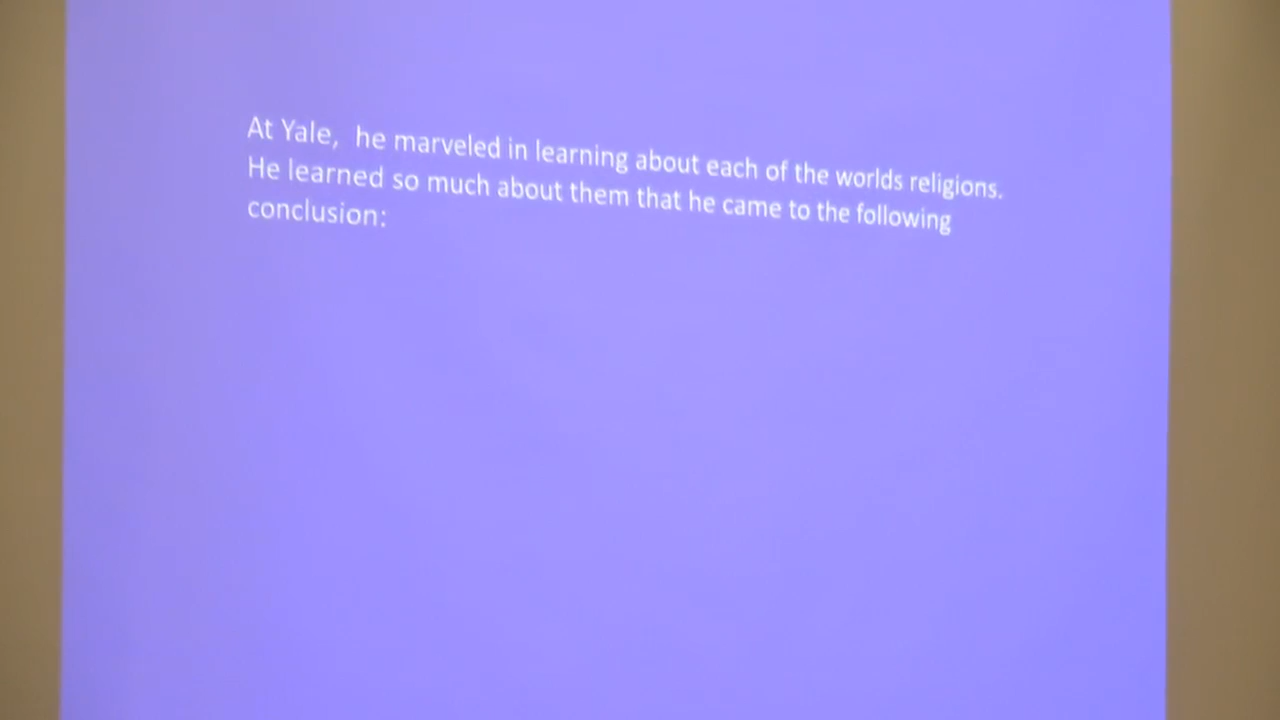 At Yale,  he marveled in learning about each of the worlds religions.
He learned so much about them that he came to the following
conclusion: